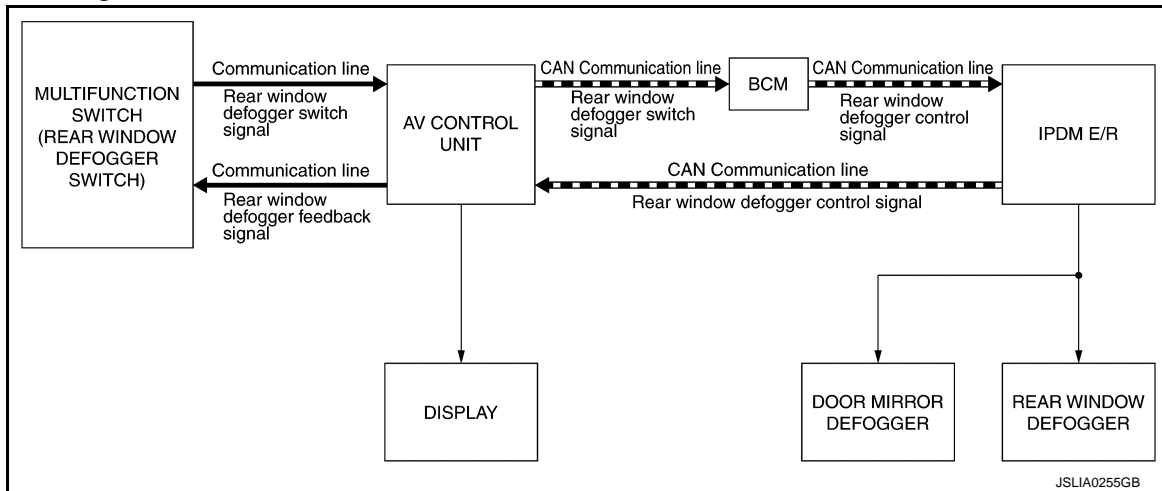 MULTIFUNCTION
SWITCH
(REAR WINDOW
DEFOGGER
SWITCH)
Communication line
Rear window
defogger switch
signal
Communication line
Rear window
defogger feedback
signal
AV CONTROL
UNIT
CAN Communication line
Rear window
defogger switch
signal
BCM
CAN Communication line
Rear window
defogger control
signal
CAN Communication line
Rear window defogger control signal
IPDM E/R
DISPLAY
DOOR MIRROR
DEFOGGER
REAR WINDOW
DEFOGGER
JSLIA0255GB